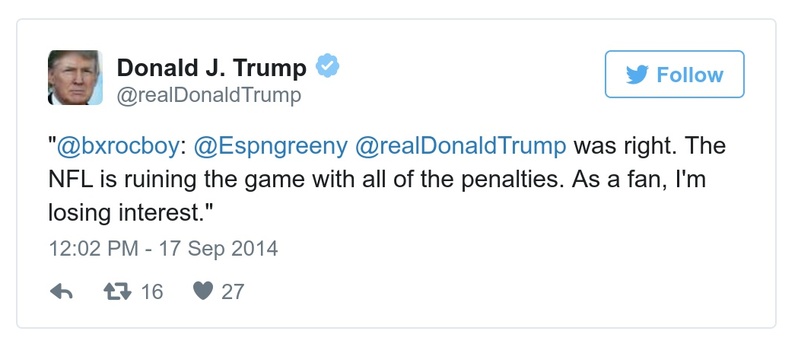 Donald J. Trump
@realDonaldTrump
Follow
"@bxrocboy: @Espngreeny @realDonaldTrump was right. The
NFL is ruining the game with all of the penalties. As a fan, I'm
losing interest."
12:02 PM - 17 Sep 2014
16 27